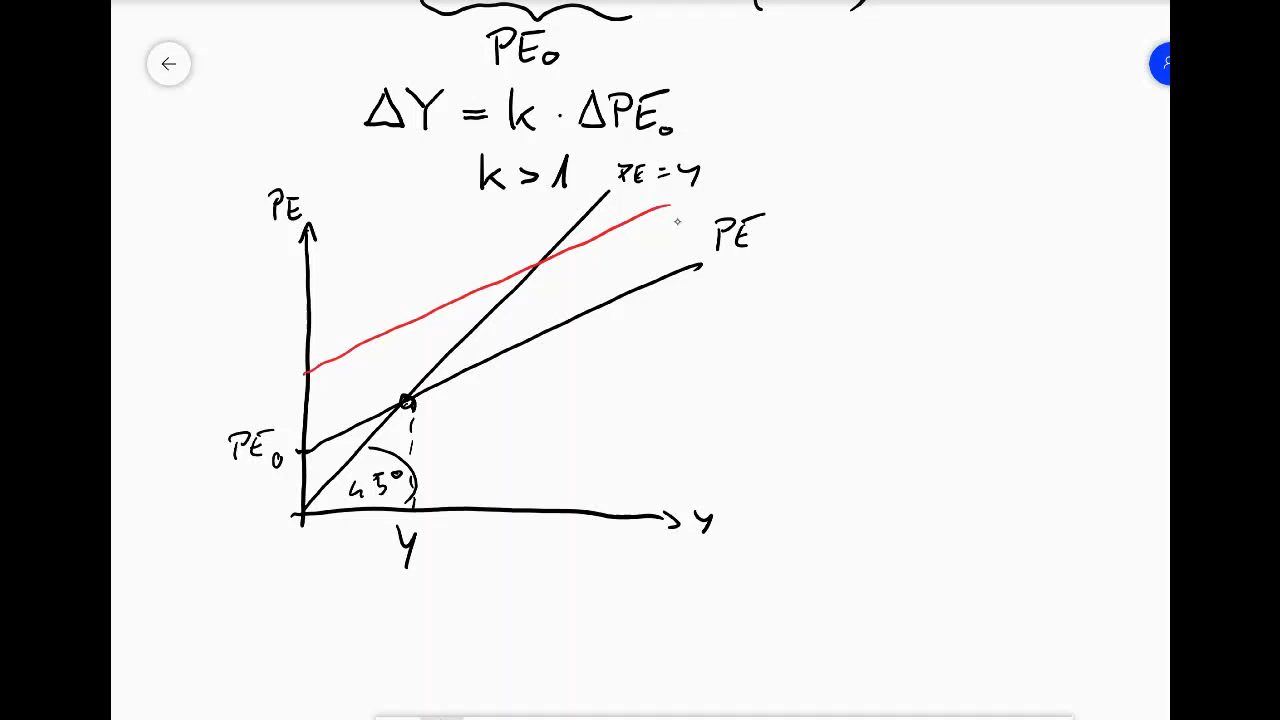 PE₀
ΔY = k · ΔPE₀
k > 1
PE = Y
PE
PE
PE₀
45°
Y
Y